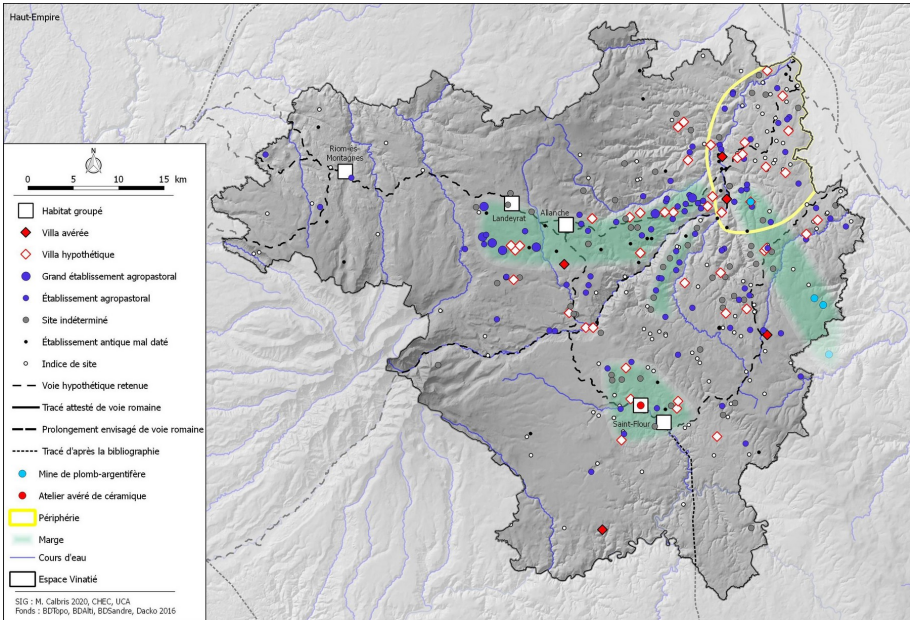 Haut-Empire
Riom-ès-
Montagnes
Landeyrat
Allanche
Saint-Flour
N
0 5 10 15 km
Habitat groupé
Villa avérée
Villa hypothétique
Grand établissement agropastoral
Établissement agropastoral
Site indéterminé
Établissement antique mal daté
Indice de site
Voie hypothétique retenue
Tracé attesté de voie romaine
Prolongement envisagé de voie romaine
Tracé d'après la bibliographie
Mine de plomb-argentifère
Atelier avéré de céramique
Périphérie
Marge
Cours d'eau
Espace Vinatié
SIG : M. Calbris 2020, CHEC, UCA
Fonds : BDTopo, BDAlti, BDSandre, Dacko 2016